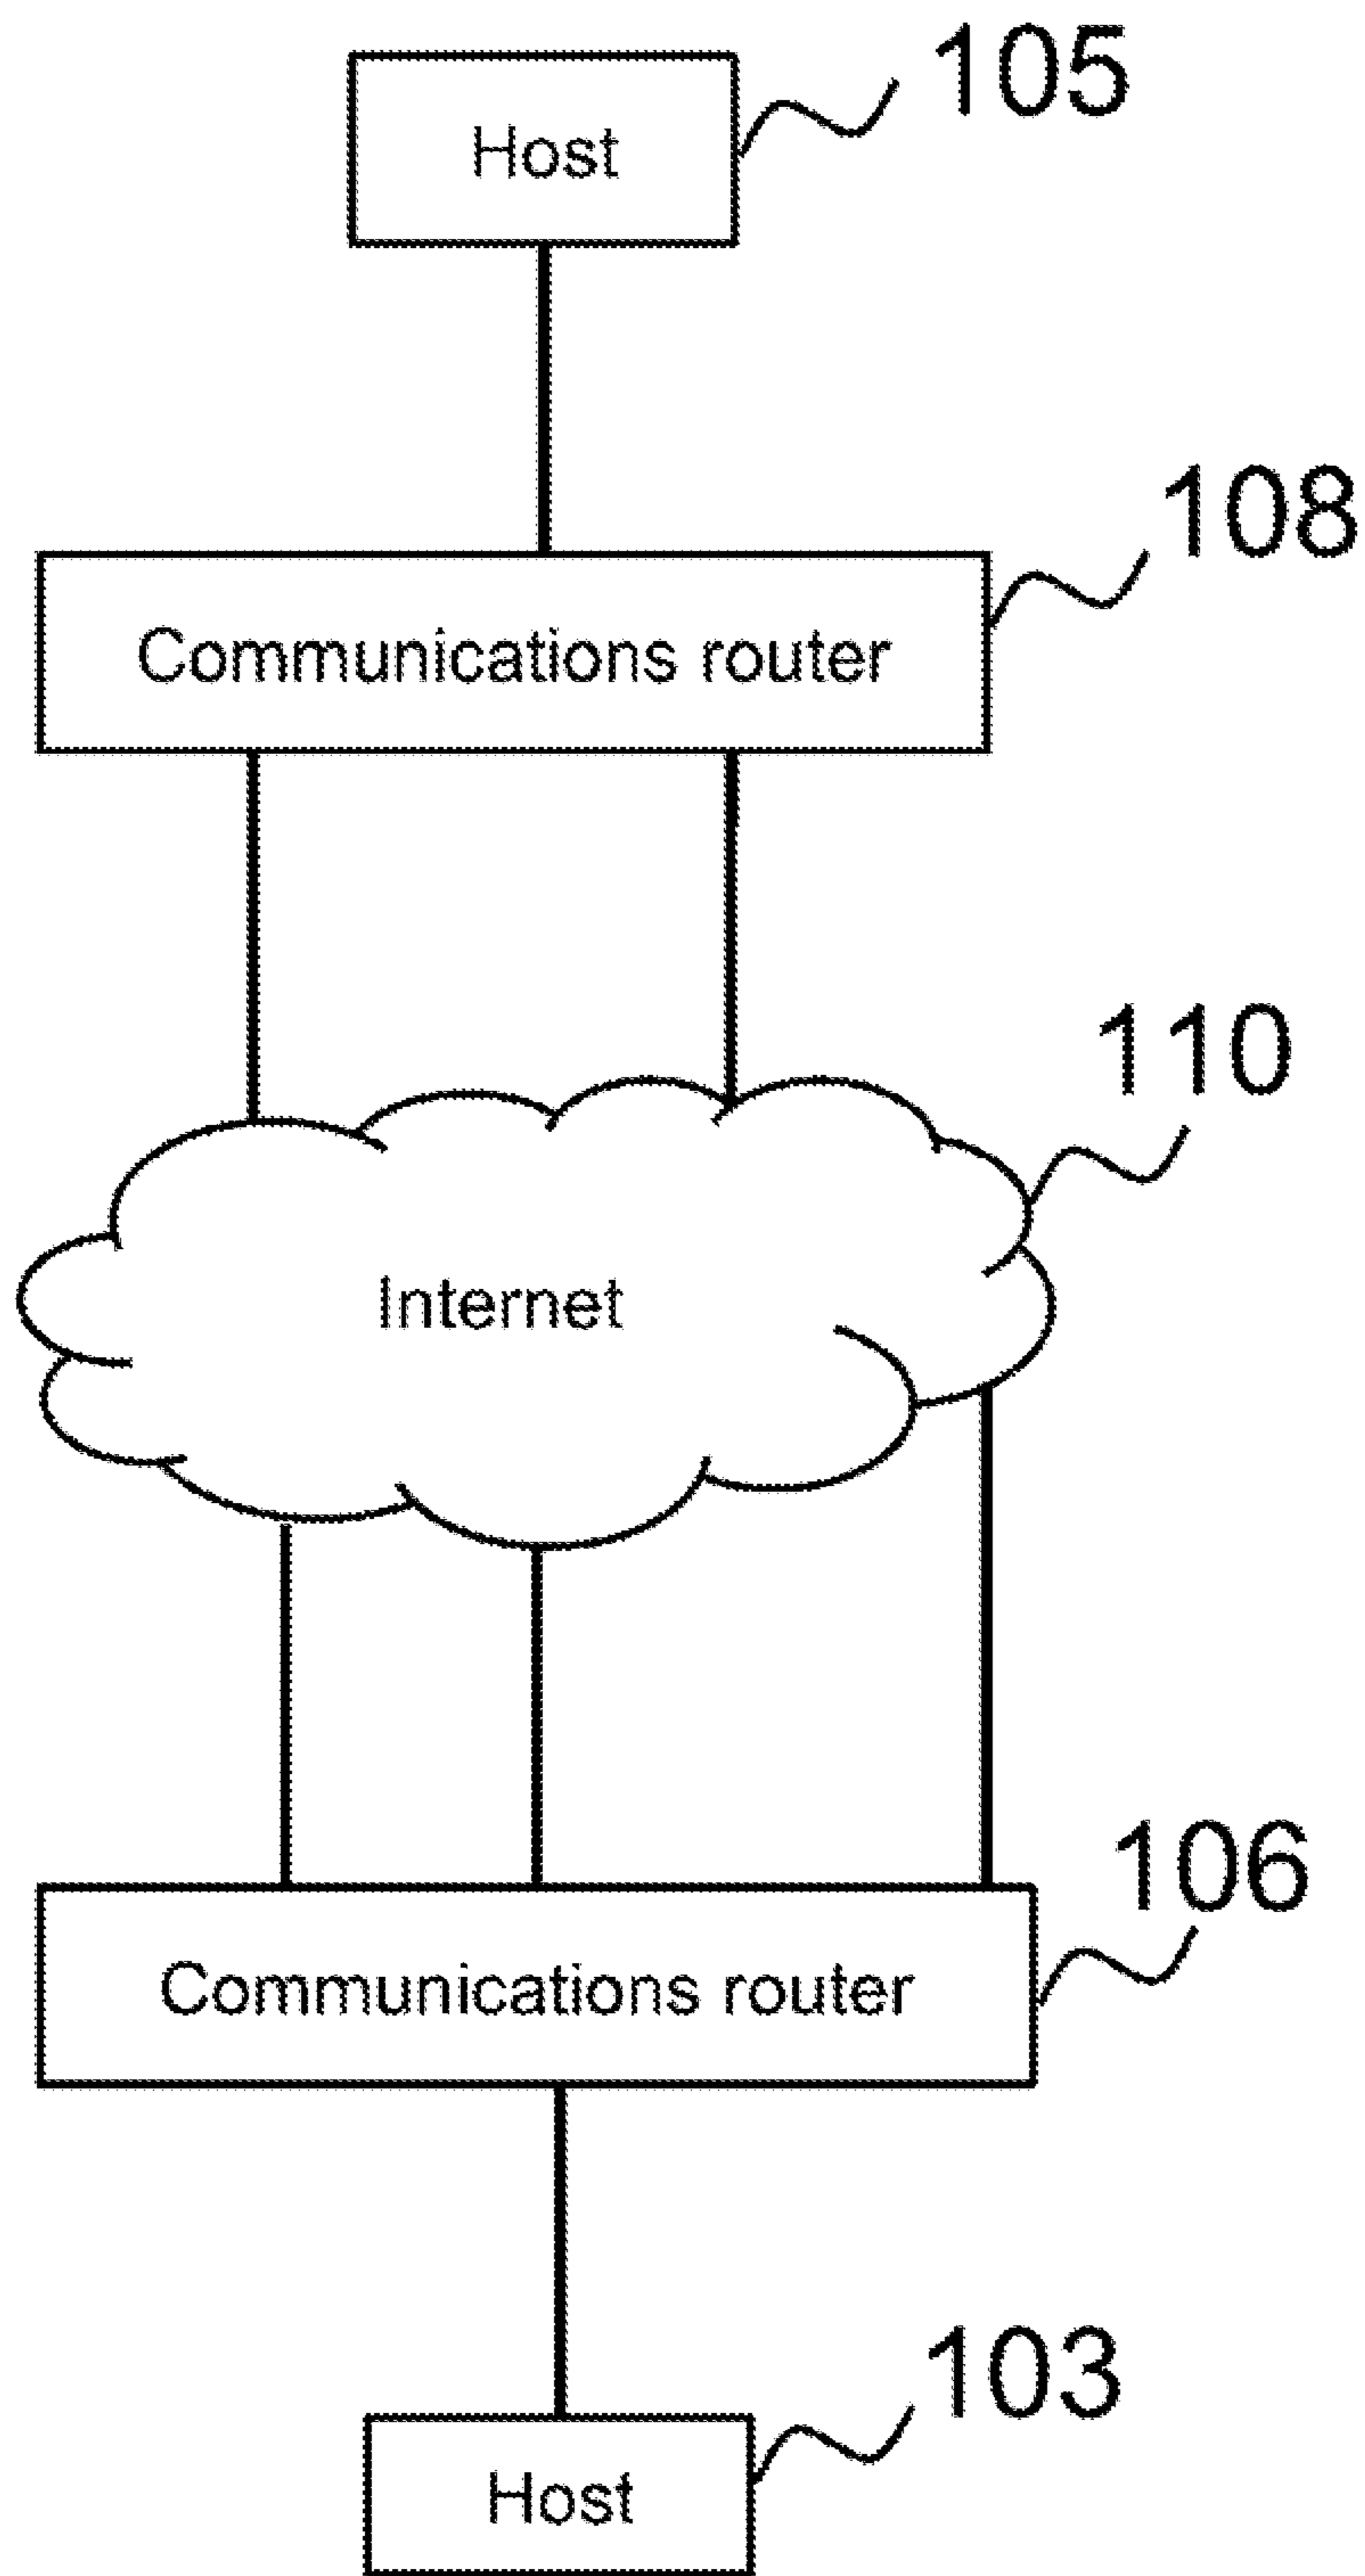 105
Host
108
Communications router
110
Internet
106
Communications router
103
Host